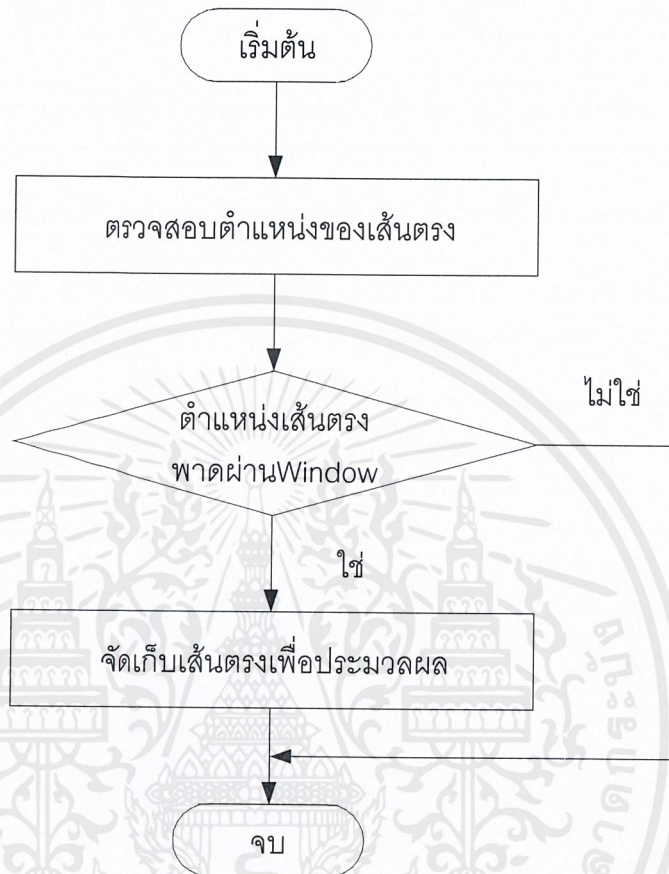 เริ่มต้น
ตรวจสอบตำแหน่งของเส้นตรง
ตำแหน่งเส้นตรง
พาดผ่านWindow
ไม่ใช่
ใช่
จัดเก็บเส้นตรงเพื่อประมวลผล
จบ